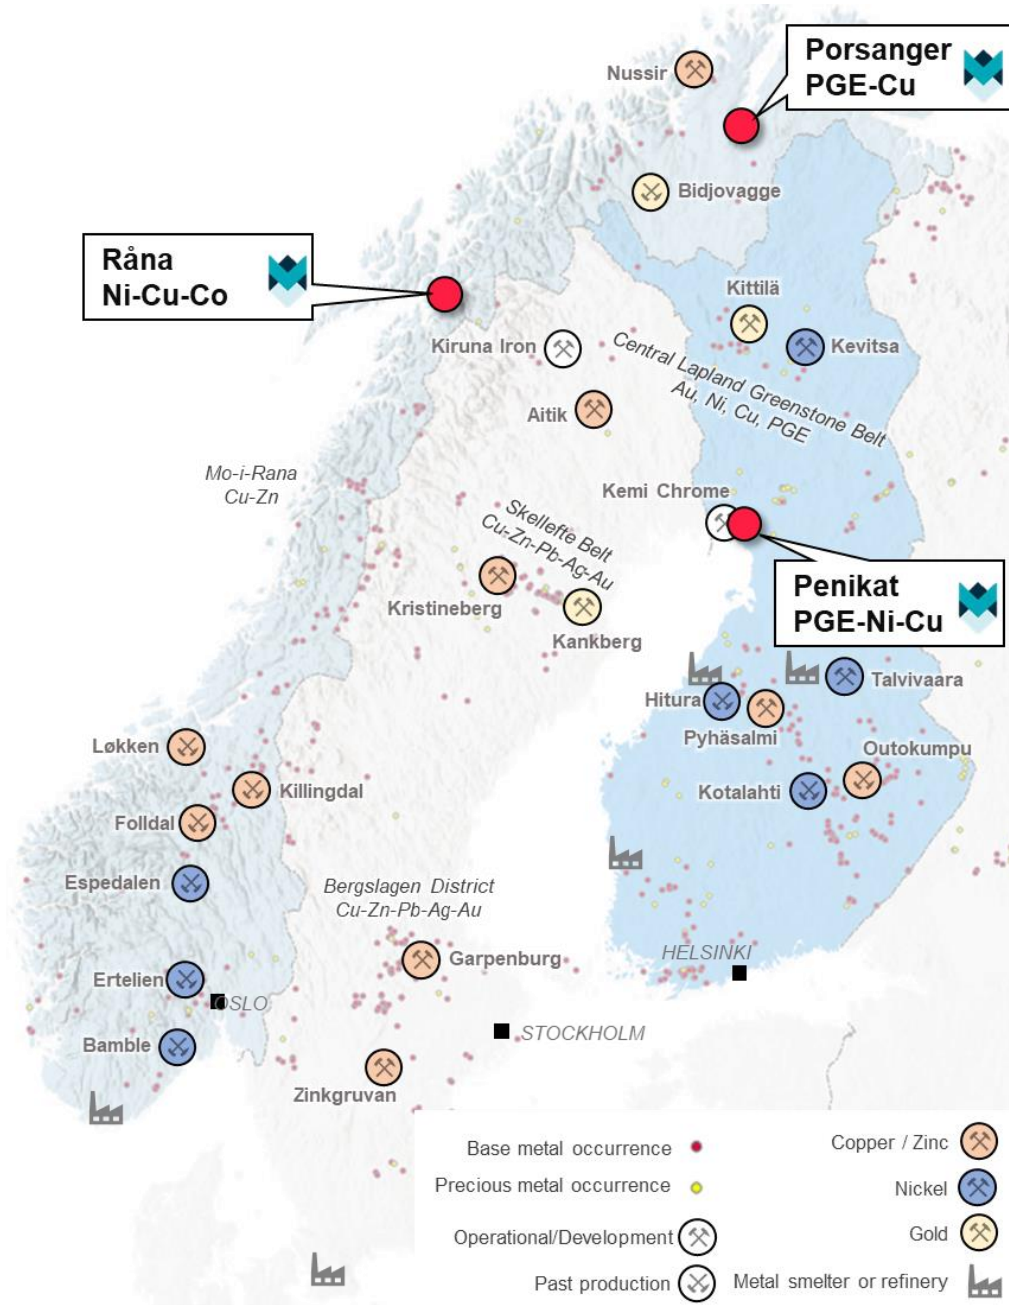 Porsanger
PGE-Cu
Nussir
Bidjovagge
Råna
Ni-Cu-Co
Kittilä
Kiruna Iron
Kevitsa
Central Lapland Greenstone Belt
Au, Ni, Cu, PGE
Aitik
Mo-i-Rana
Cu-Zn
Kemi Chrome
Skellefte Belt
Cu-Zn-Pb-Ag-Au
Kristineberg
Kankberg
Penikat
PGE-Ni-Cu
Talvivaara
Hitura
Pyhäsalmi
Outokumpu
Løkken
Killingdal
Kotalahti
Folldal
Espedalen
Bergslagen District
Cu-Zn-Pb-Ag-Au
Garpenburg
HELSINKI
Ertelien
OSLO
STOCKHOLM
Bamble
Zinkgruvan
Base metal occurrence
Precious metal occurrence
Operational/Development
Past production
Copper / Zinc
Nickel
Gold
Metal smelter or refinery